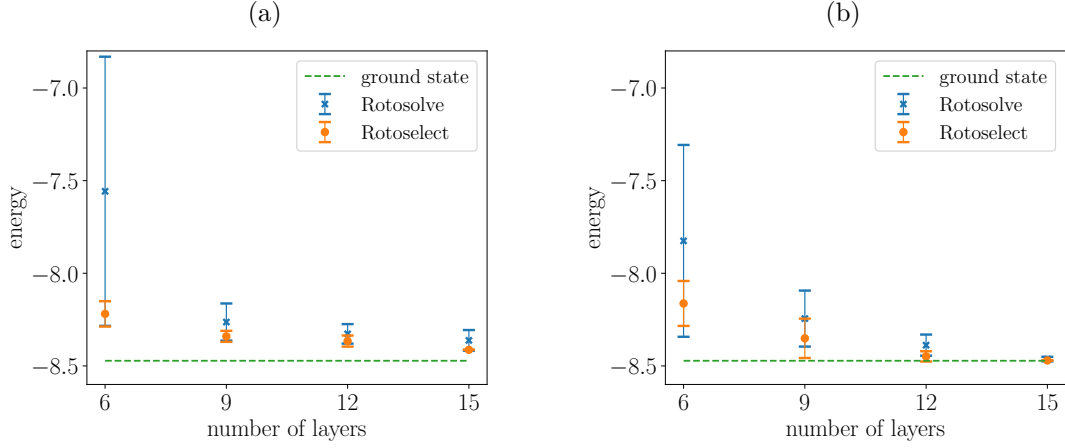 (a)
−7.0
−7.5
−8.0
−8.5
energy
6
9
12
15
number of layers
ground state
Rotosolve
Rotoselect
(b)
−7.0
−7.5
−8.0
−8.5
energy
6
9
12
15
number of layers
ground state
Rotosolve
Rotoselect